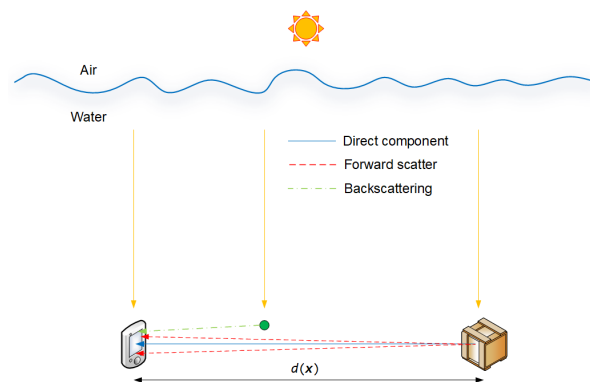 Air
Water
Direct component
Forward scatter
Backscattering
d(x)